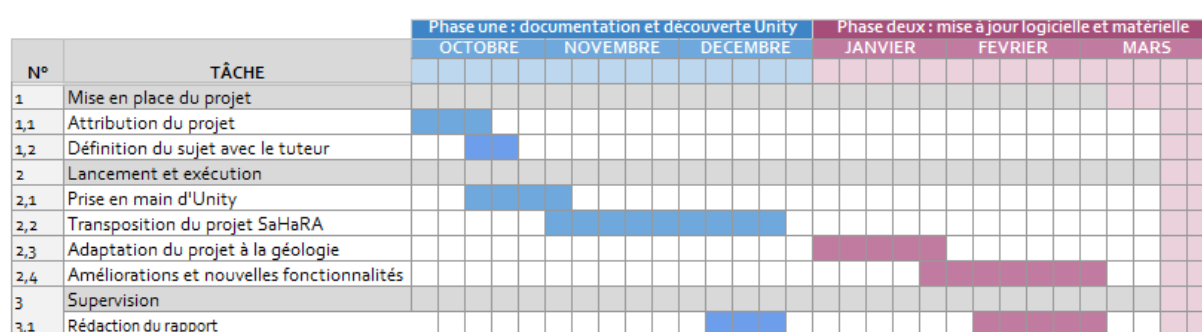 Phase une : documentation et découverte Unity Phase deux : mise à jour logicielle et matérielle
OCTOBRE NOVEMBRE DECEMBRE JANVIER FEVRIER MARS
N° TÂCHE
1 Mise en place du projet
1,1 Attribution du projet
1,2 Définition du sujet avec le tuteur
2 Lancement et exécution
2,1 Prise en main d'Unity
2,2 Transposition du projet SaHaRA
2,3 Adaptation du projet à la géologie
2,4 Améliorations et nouvelles fonctionnalités
3 Supervision
3,1 Rédaction du rapport